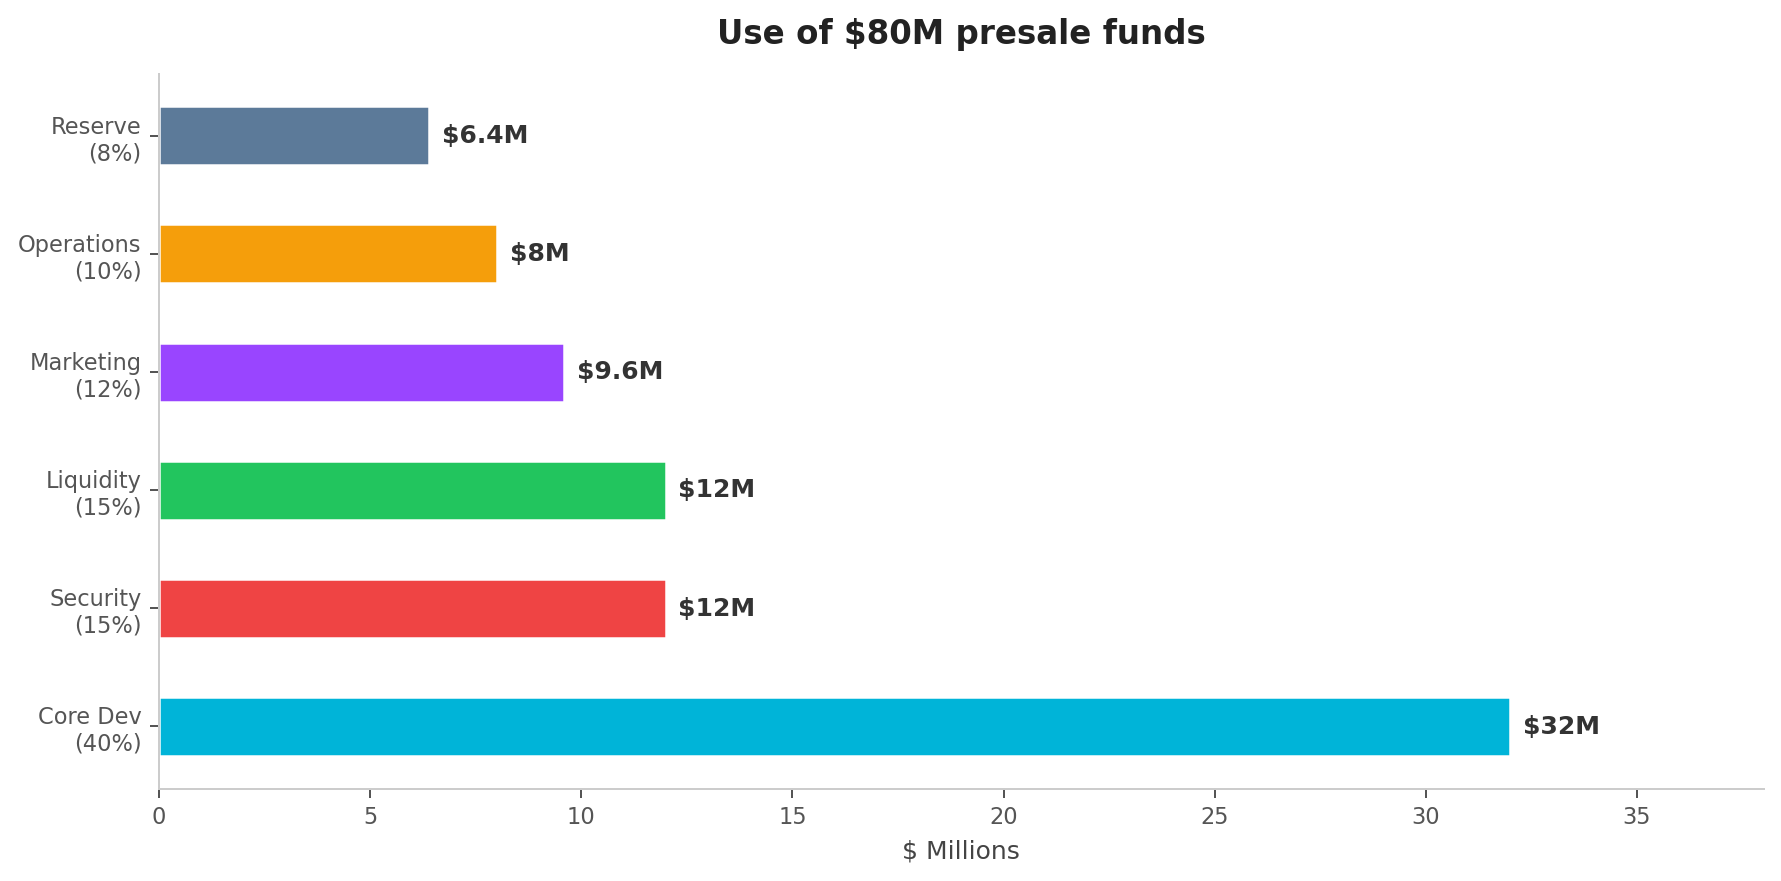 Use of $80M presale funds
Reserve
(8%)
$6.4M
Operations
(10%)
$8M
Marketing
(12%)
$9.6M
Liquidity
(15%)
$12M
Security
(15%)
$12M
Core Dev
(40%)
$32M
0 5 10 15 20 25 30 35
$ Millions